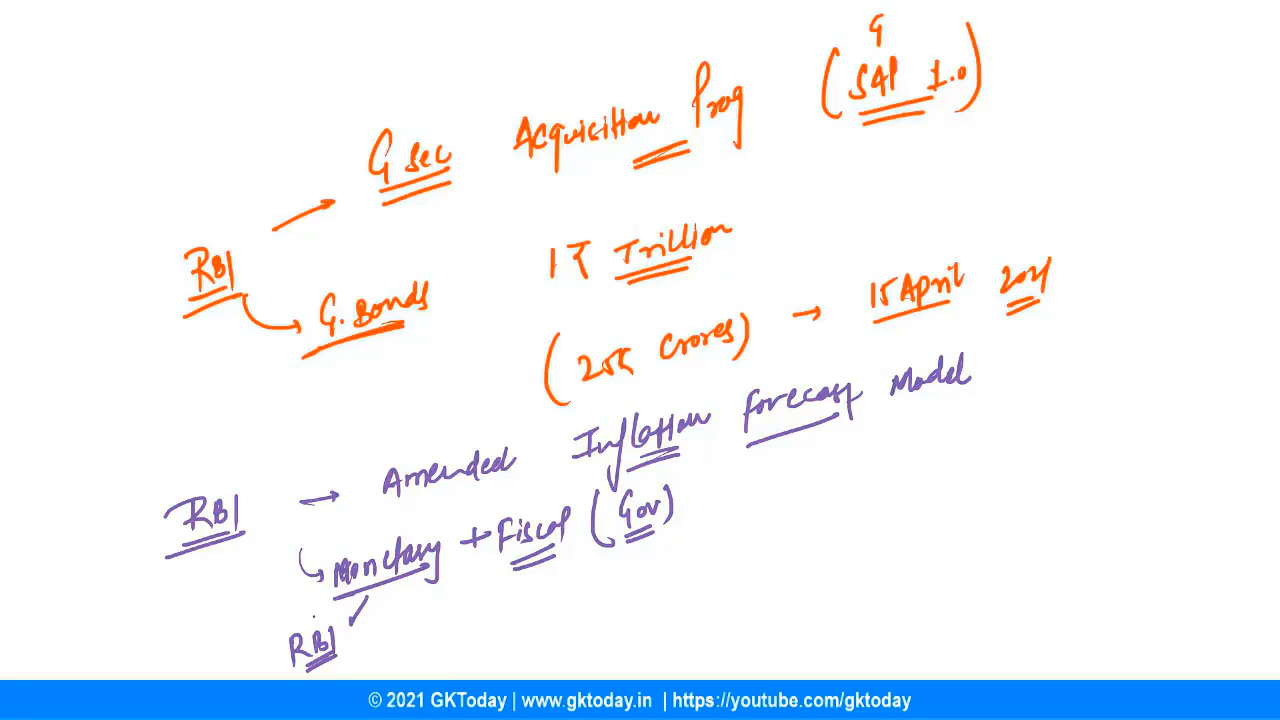 G Sec Acquisition Prog (G SAP 1.0)
RBI → 
G. Bonds
1₹ Trillion
(25k Crores) → 15 April 2021
RBI → Amended Inflation Forecast Model
Monetary + Fiscal (Gov)
RBI
© 2021 GKToday | www.gktoday.in | https://youtube.com/gktoday